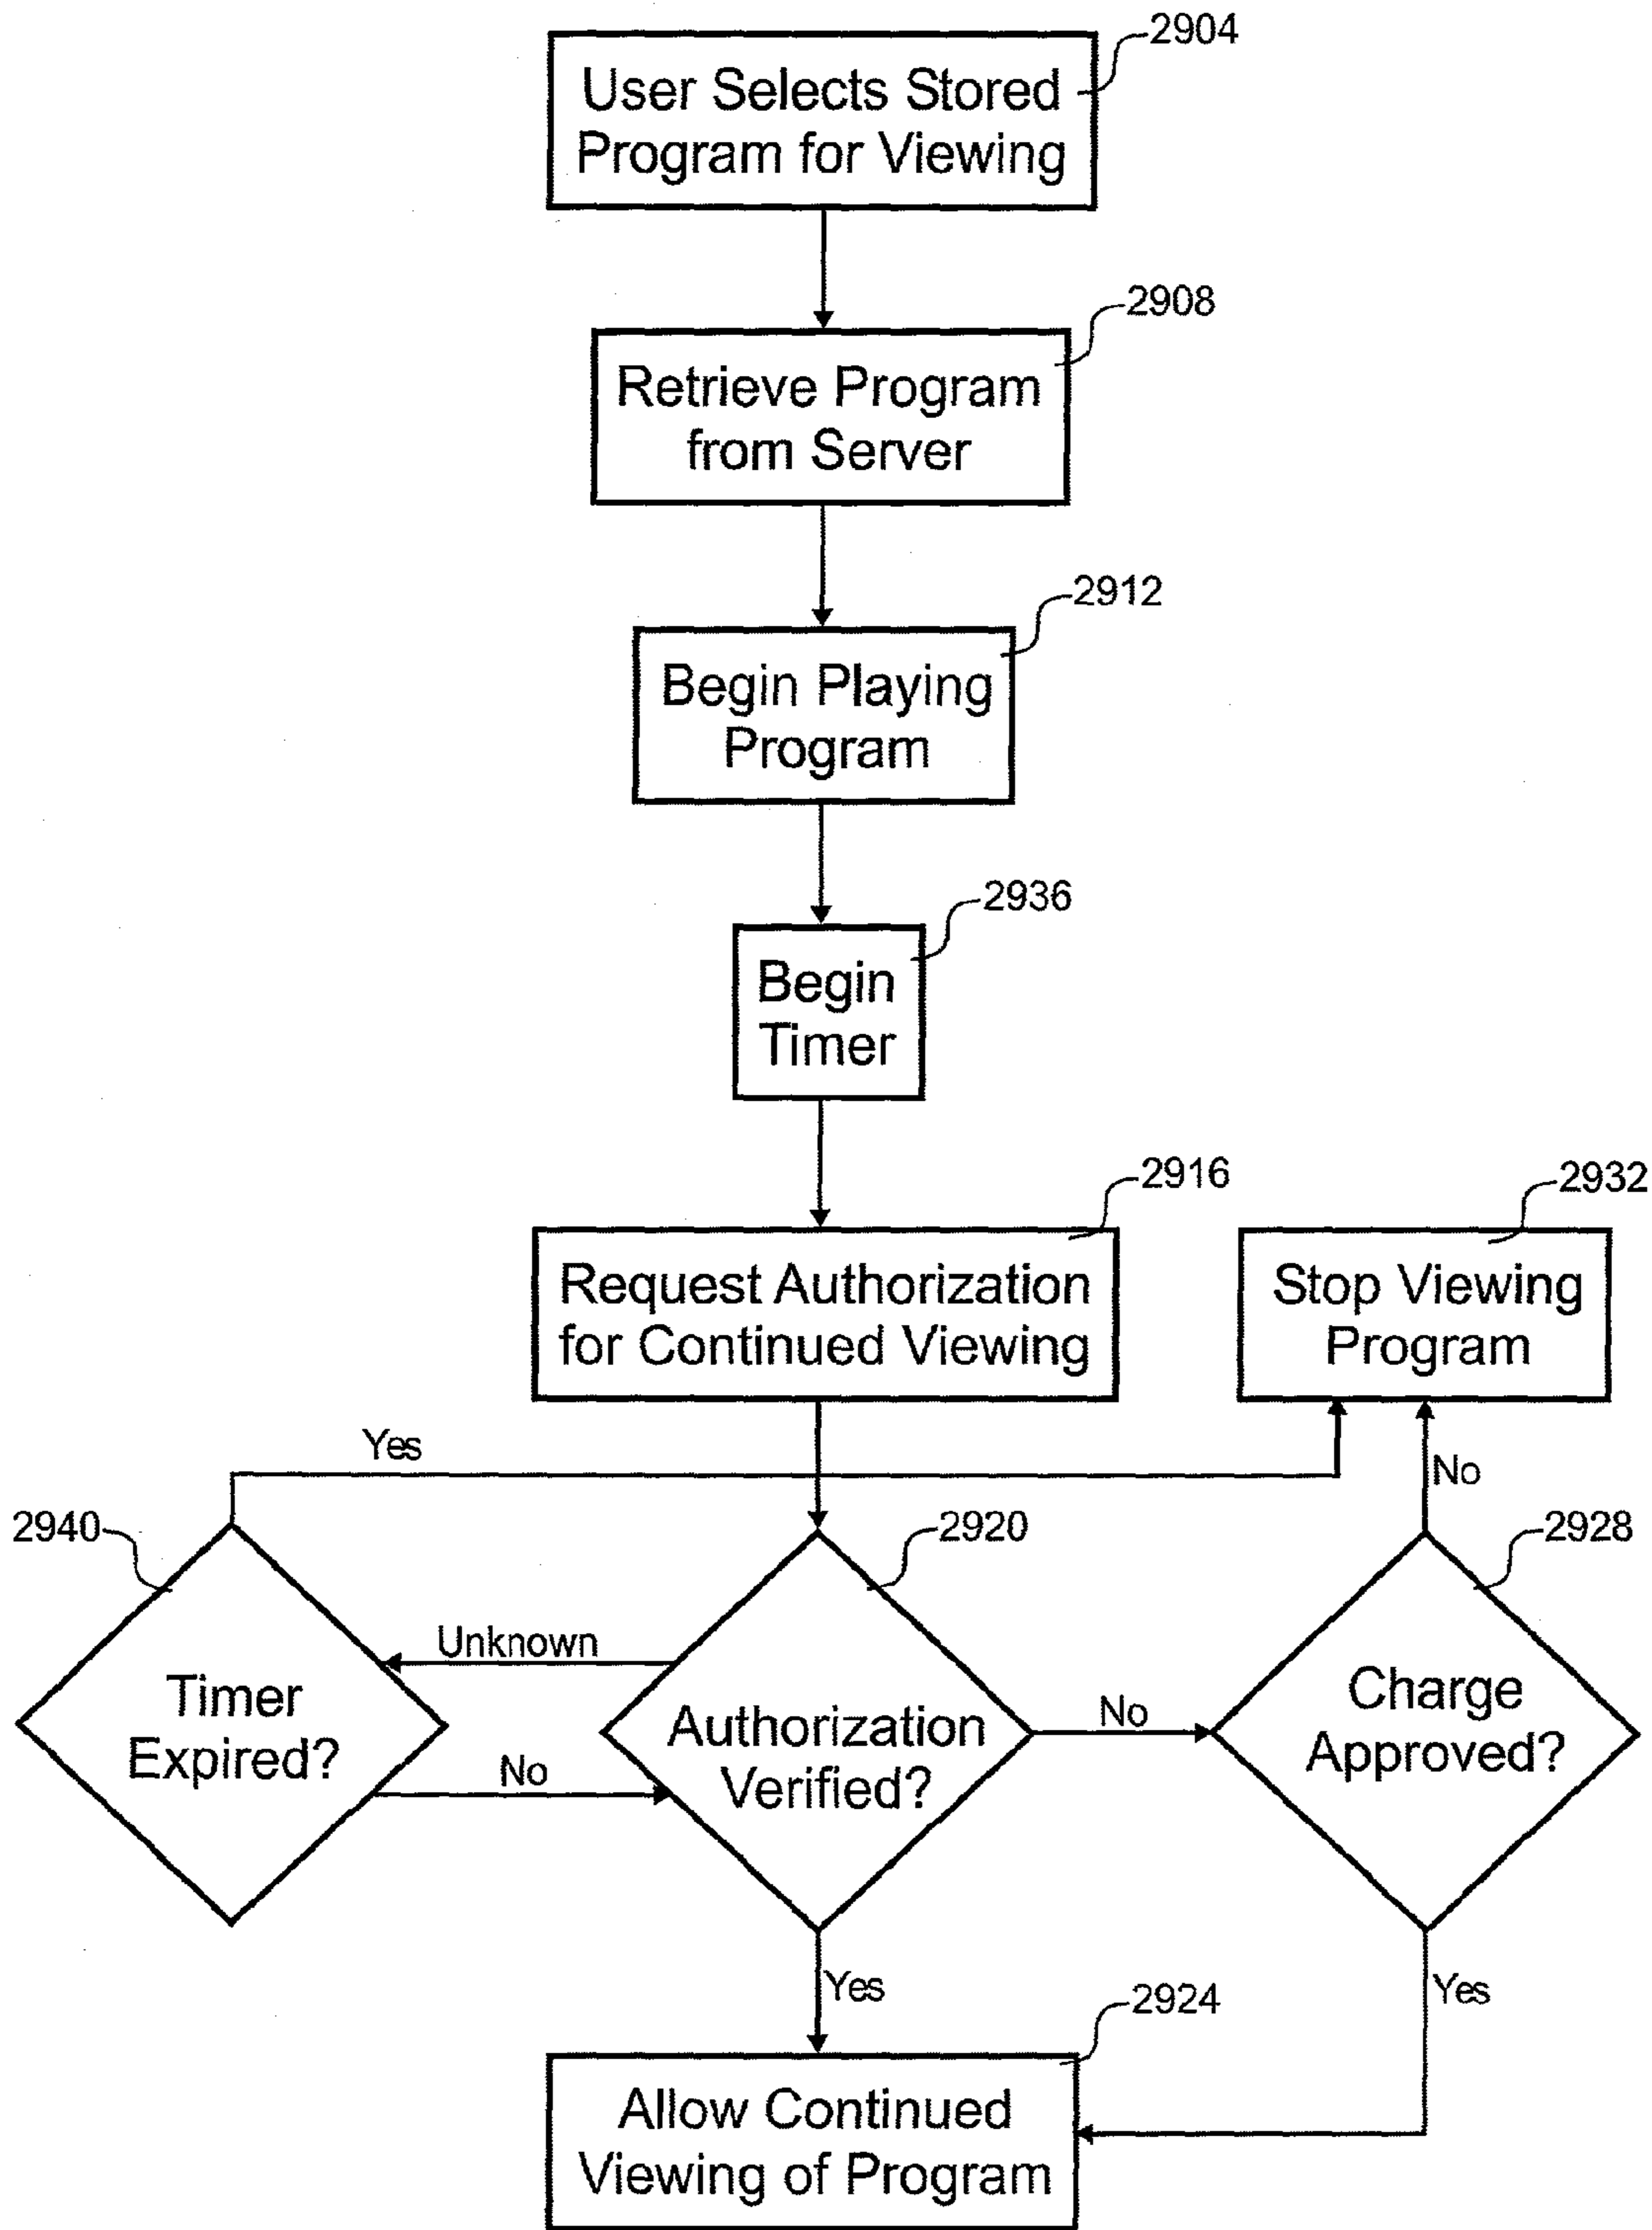 2904
User Selects Stored
Program for Viewing
2908
Retrieve Program
from Server
2912
Begin Playing
Program
2936
Begin
Timer
2916
Request Authorization
for Continued Viewing
2932
Stop Viewing
Program
Yes
No
2940
Timer
Expired?
2920
Authorization
Verified?
2928
Charge
Approved?
Unknown
No
No
Yes
Yes
2924
Allow Continued
Viewing of Program